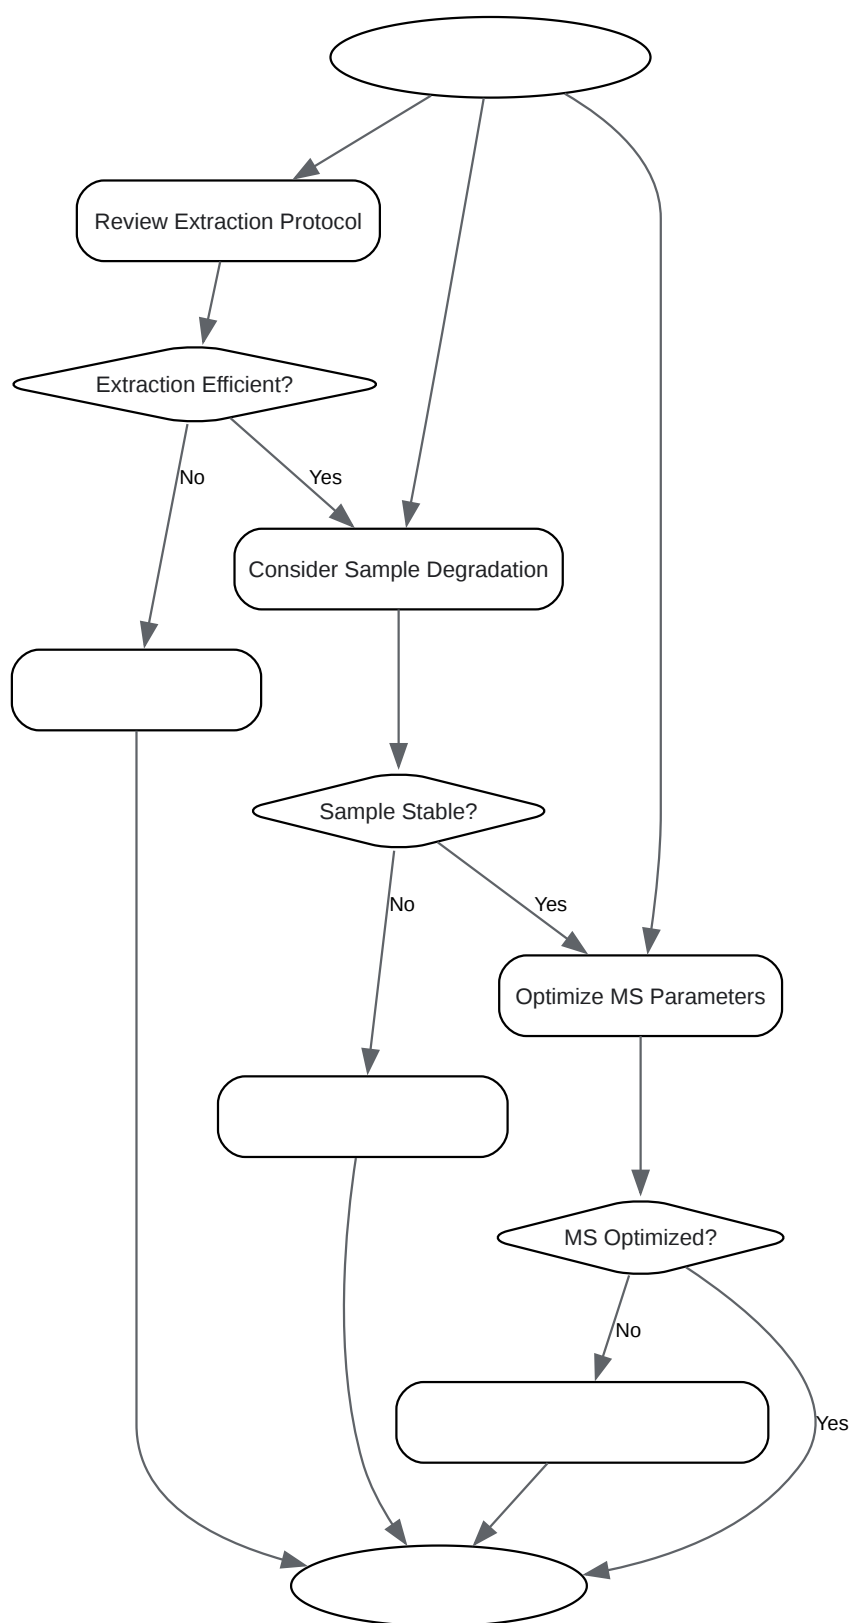 Review Extraction Protocol
Extraction Efficient?
No
Yes
Consider Sample Degradation
Sample Stable?
No
Yes
Optimize MS Parameters
MS Optimized?
No
Yes